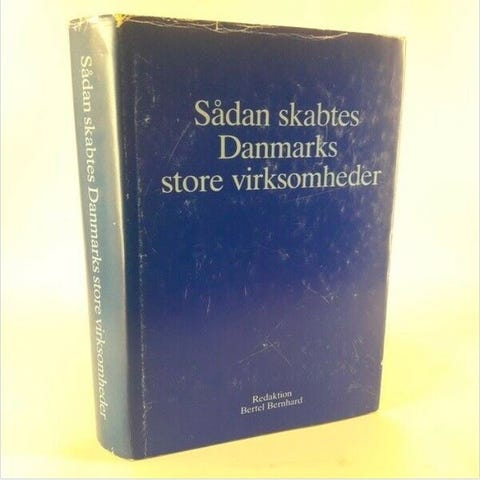 Sådan skabtes Danmarks store virksomheder
Sådan skabtes
Danmarks
store virksomheder
Redaktion
Bertel Bernhard